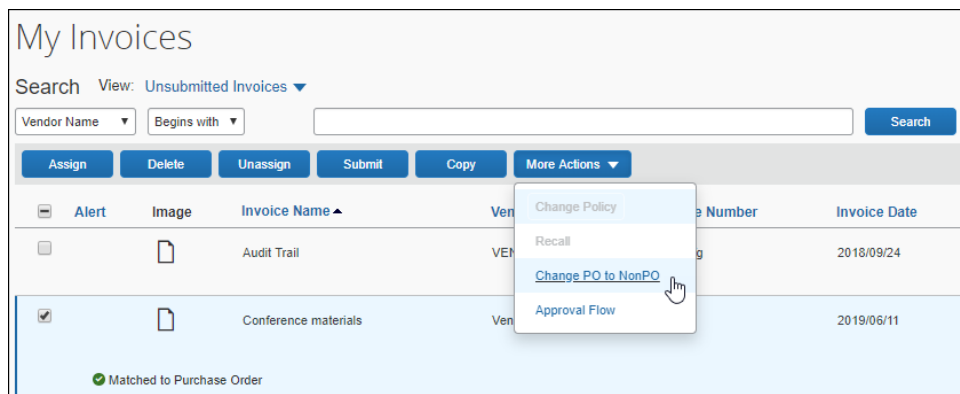 My Invoices
Search View: Unsubmitted Invoices
Vendor Name Begins with Search
Assign Delete Unassign Submit Copy More Actions
Alert Image Invoice Name Change Policy Number Invoice Date
Recall
Audit Trail 2018/09/24
Change PO to NonPO
Approval Flow
Conference materials 2019/06/11
Matched to Purchase Order